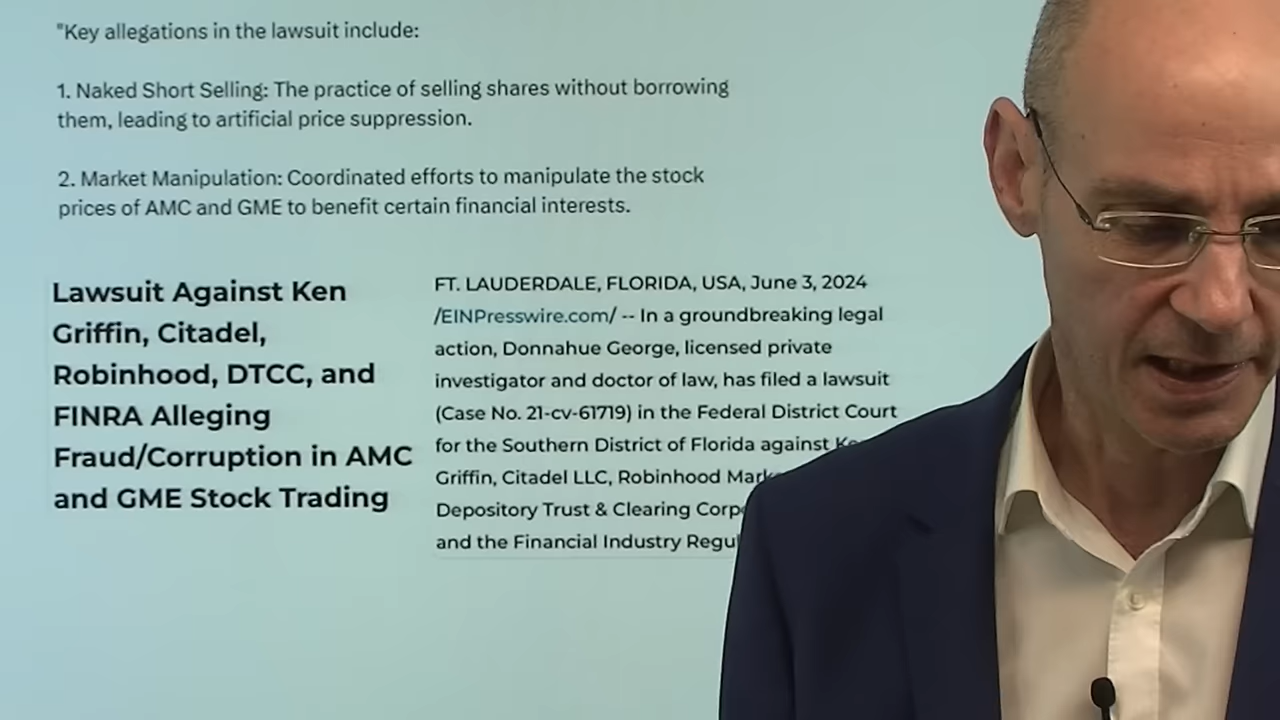 "Key allegations in the lawsuit include:
1. Naked Short Selling: The practice of selling shares without borrowing
them, leading to artificial price suppression.
2. Market Manipulation: Coordinated efforts to manipulate the stock
prices of AMC and GME to benefit certain financial interests.
Lawsuit Against Ken
Griffin, Citadel,
Robinhood, DTCC, and
FINRA Alleging
Fraud/Corruption in AMC
and GME Stock Trading
FT. LAUDERDALE, FLORIDA, USA, June 3, 2024
/EINPresswire.com/ -- In a groundbreaking legal
action, Donnahue George, licensed private
investigator and doctor of law, has filed a lawsuit
(Case No. 21-cv-61719) in the Federal District Court
for the Southern District of Florida against
Griffin, Citadel LLC, Robinhood
Depository Trust & Clearing
and the Financial Industry